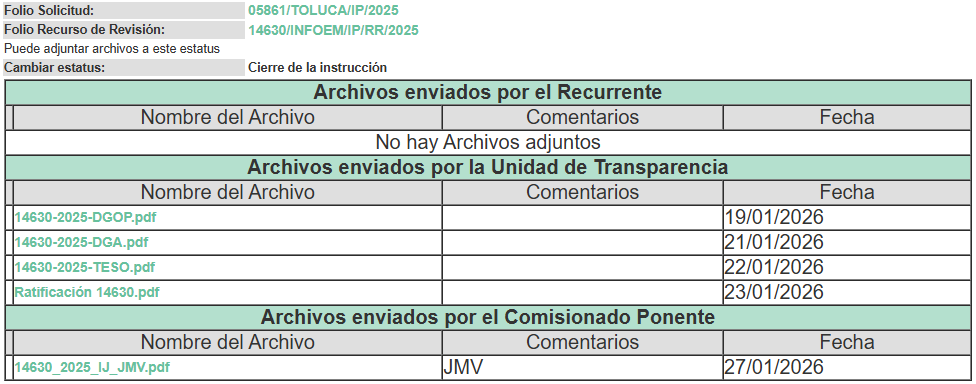 Folio Solicitud: 05861/TOLUCA/IP/2025
Folio Recurso de Revisión: 14630/INFOEM/IP/RR/2025
Puede adjuntar archivos a este estatus
Cambiar estatus: Cierre de la instrucción
Archivos enviados por el Recurrente
Nombre del Archivo Comentarios Fecha
No hay Archivos adjuntos
Archivos enviados por la Unidad de Transparencia
Nombre del Archivo Comentarios Fecha
14630-2025-DGOP.pdf 19/01/2026
14630-2025-DGA.pdf 21/01/2026
14630-2025-TESO.pdf 22/01/2026
Ratificación 14630.pdf 23/01/2026
Archivos enviados por el Comisionado Ponente
Nombre del Archivo Comentarios Fecha
14630_2025_IJ_JMV.pdf JMV 27/01/2026